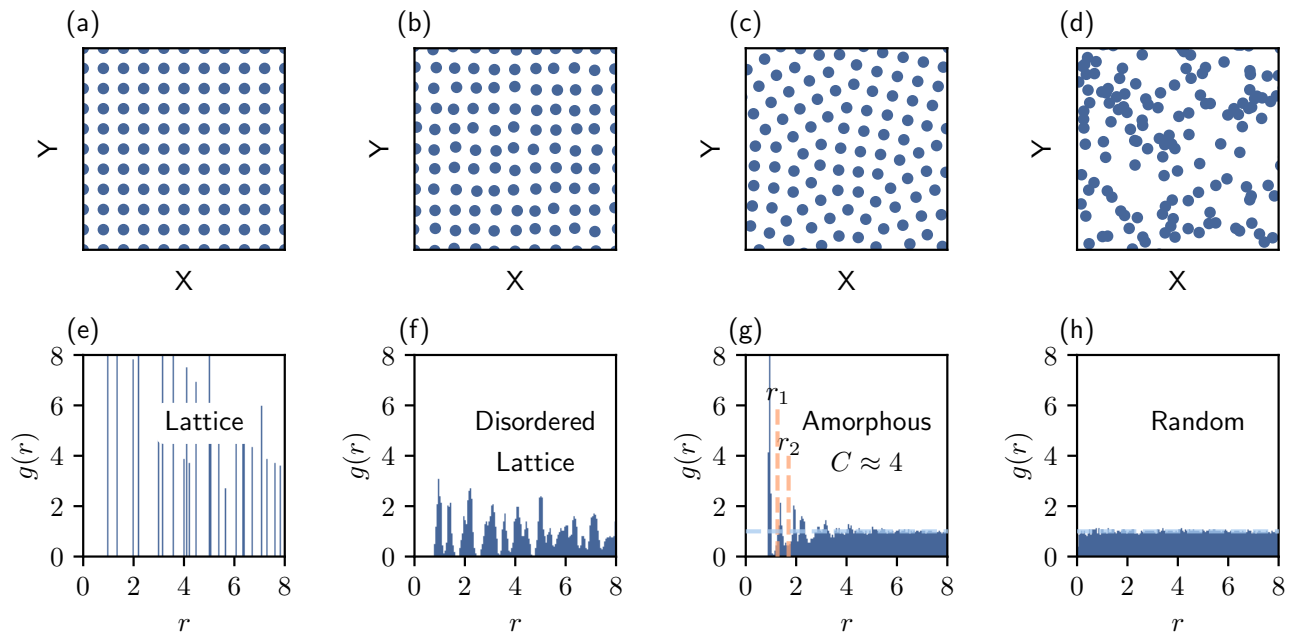 (a) (b) (c) (d)
Y Y Y Y
X X X X
(e) (f) (g) (h)
8 8 8 8
r1
Lattice Disordered Amorphous Random
r2
Lattice C ≈ 4
6 6 6 6
g(r) g(r) g(r) g(r)
4 4 4 4
2 2 2 2
0 0 0 0
0 2 4 6 8 0 2 4 6 8 0 2 4 6 8 0 2 4 6 8
r r r r